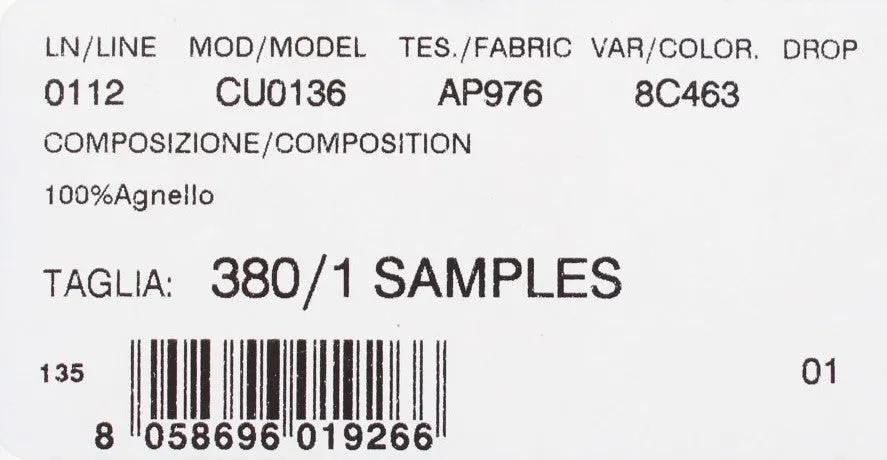 LN/LINE MOD/MODEL TES./FABRIC VAR/COLOR. DROP
0112 CU0136 AP976 8C463
COMPOSIZIONE/COMPOSITION
100%Agnello
TAGLIA: 380/1 SAMPLES
135 01
8 058696 019266